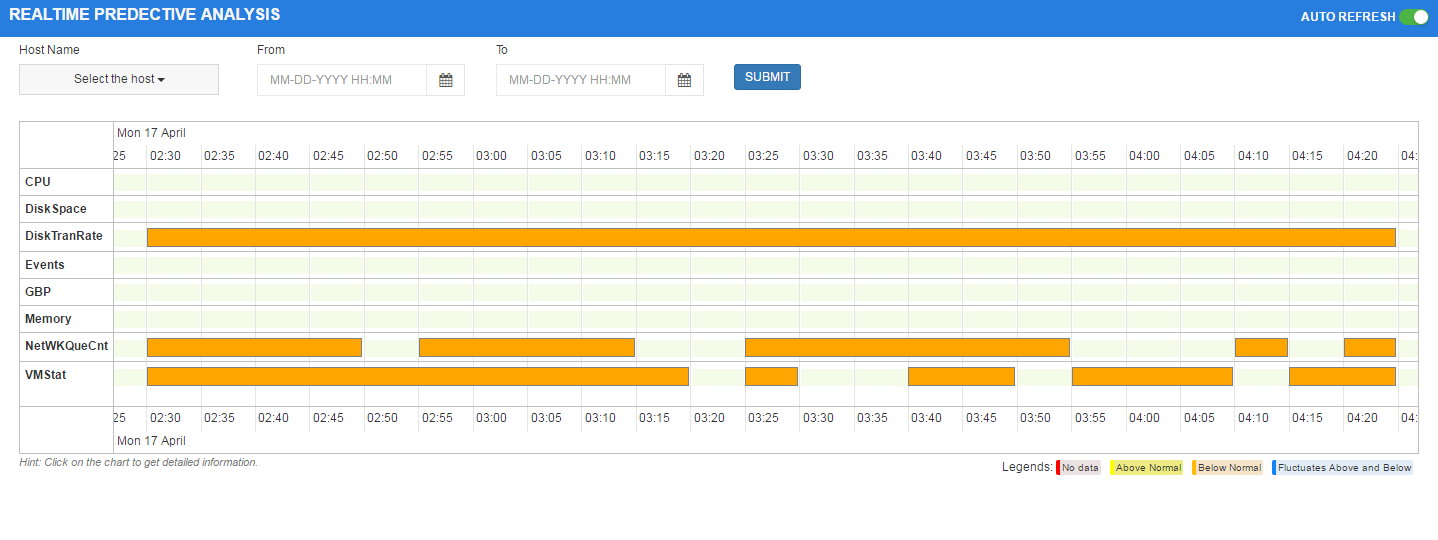 REALTIME PREDECTIVE ANALYSIS AUTO REFRESH
Host Name From To
Select the host MM-DD-YYYY HH:MM MM-DD-YYYY HH:MM SUBMIT
Mon 17 April
25 02:30 02:35 02:40 02:45 02:50 02:55 03:00 03:05 03:10 03:15 03:20 03:25 03:30 03:35 03:40 03:45 03:50 03:55 04:00 04:05 04:10 04:15 04:20 04:
CPU
DiskSpace
DiskTranRate
Events
GBP
Memory
NetWKQueCnt
VMStat
25 02:30 02:35 02:40 02:45 02:50 02:55 03:00 03:05 03:10 03:15 03:20 03:25 03:30 03:35 03:40 03:45 03:50 03:55 04:00 04:05 04:10 04:15 04:20 04:
Mon 17 April
Hint: Click on the chart to get detailed information.
Legends: No data Above Normal Below Normal Fluctuates Above and Below